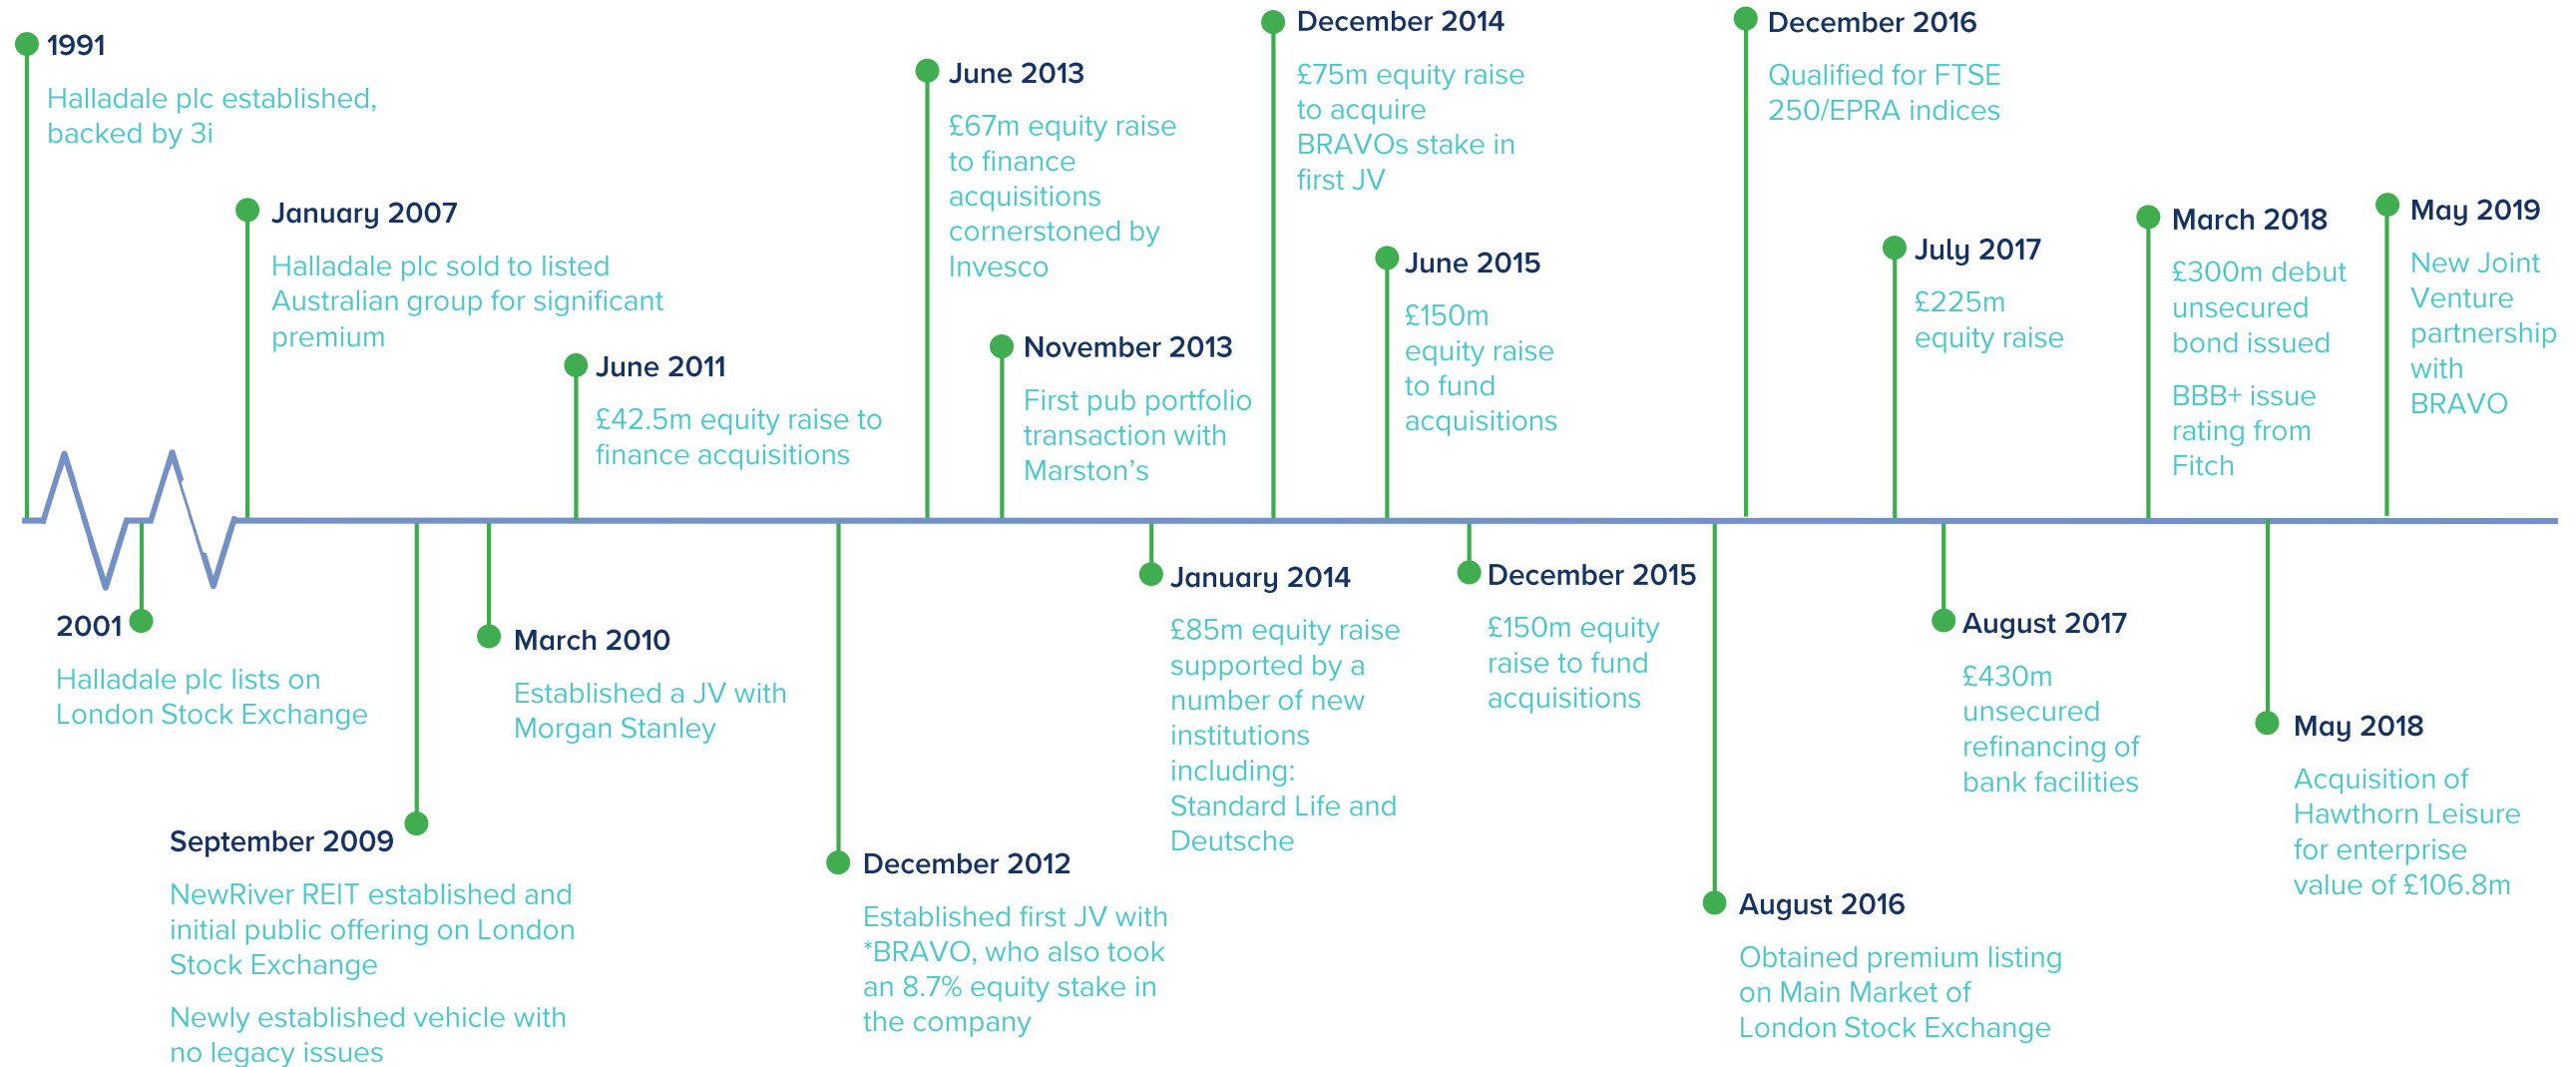 1991
Halladale plc established,
backed by 3i
2001
Halladale plc lists on
London Stock Exchange
January 2007
Halladale plc sold to listed
Australian group for significant
premium
September 2009
NewRiver REIT established and
initial public offering on London
Stock Exchange
Newly established vehicle with
no legacy issues
March 2010
Established a JV with
Morgan Stanley
June 2011
£42.5m equity raise to
finance acquisitions
December 2012
Established first JV with
*BRAVO, who also took
an 8.7% equity stake in
the company
June 2013
£67m equity raise
to finance
acquisitions
cornerstoned by
Invesco
November 2013
First pub portfolio
transaction with
Marston’s
January 2014
£85m equity raise
supported by a
number of new
institutions
including:
Standard Life and
Deutsche
December 2014
£75m equity raise
to acquire
BRAVOs stake in
first JV
June 2015
£150m
equity raise
to fund
acquisitions
December 2015
£150m equity
raise to fund
acquisitions
August 2016
Obtained premium listing
on Main Market of
London Stock Exchange
December 2016
Qualified for FTSE
250/EPRA indices
July 2017
£225m
equity raise
August 2017
£430m
unsecured
refinancing of
bank facilities
March 2018
£300m debut
unsecured
bond issued
BBB+ issue
rating from
Fitch
May 2018
Acquisition of
Hawthorn Leisure
for enterprise
value of £106.8m
May 2019
New Joint
Venture
partnership
with
BRAVO